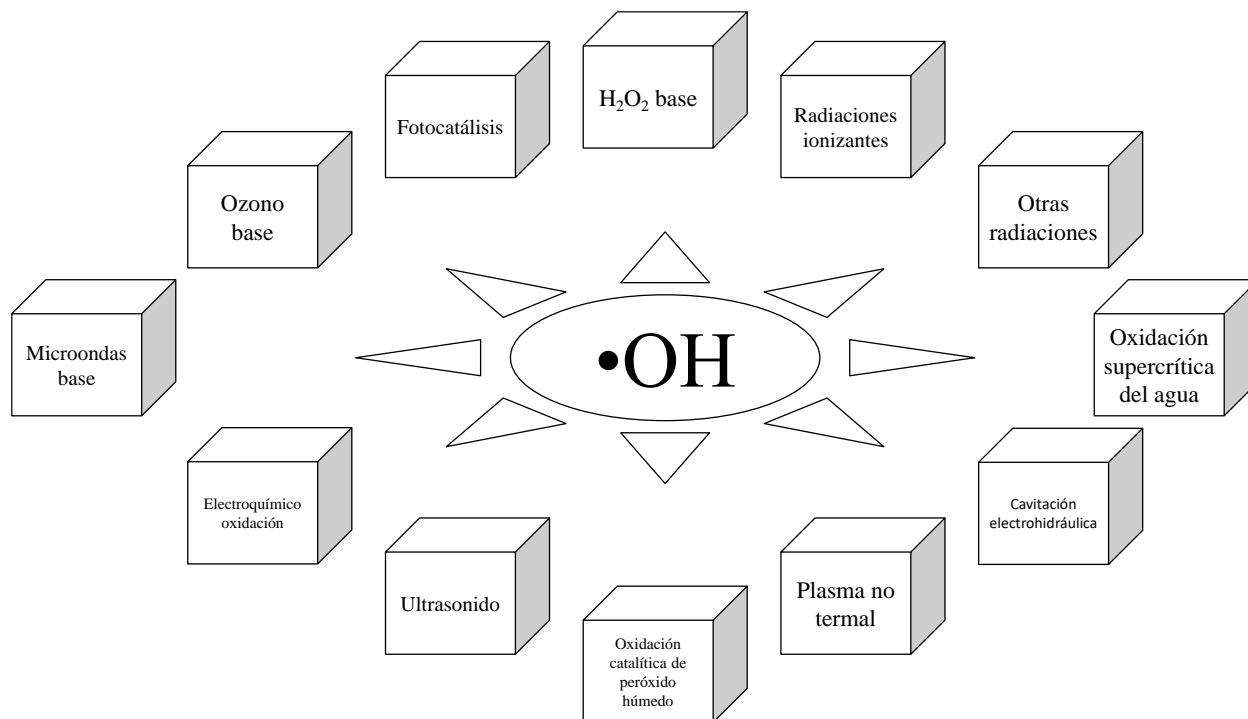 H₂O₂ base
Fotocatálisis
Radiaciones
ionizantes
Ozono
base
Otras
radiaciones
Microondas
base
•OH
Oxidación
supercrítica
del agua
Electroquímico
oxidación
Cavitación
electrohidráulica
Ultrasonido
Plasma no
termal
Oxidación
catalítica de
peróxido
húmedo